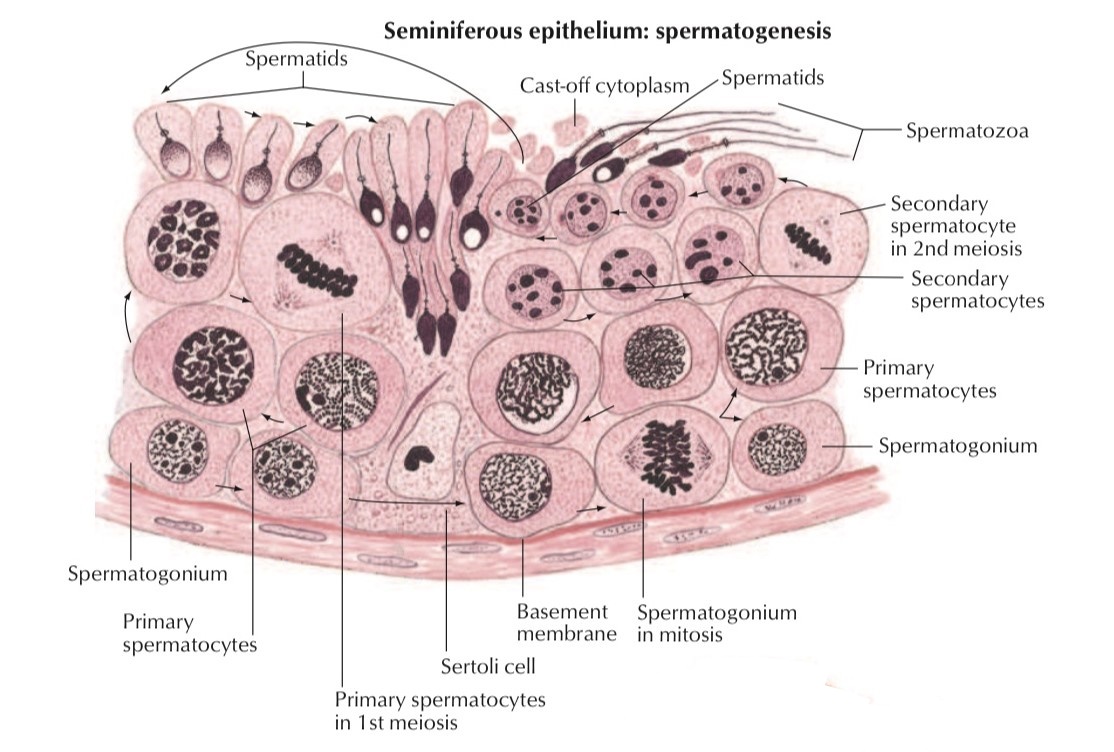 Seminiferous epithelium: spermatogenesis
Spermatids
Cast-off cytoplasm
Spermatids
Spermatozoa
Secondary
spermatocyte
in 2nd meiosis
Secondary
spermatocytes
Primary
spermatocytes
Spermatogonium
Spermatogonium
Primary
spermatocytes
Basement
membrane
Spermatogonium
in mitosis
Sertoli cell
Primary spermatocytes
in 1st meiosis